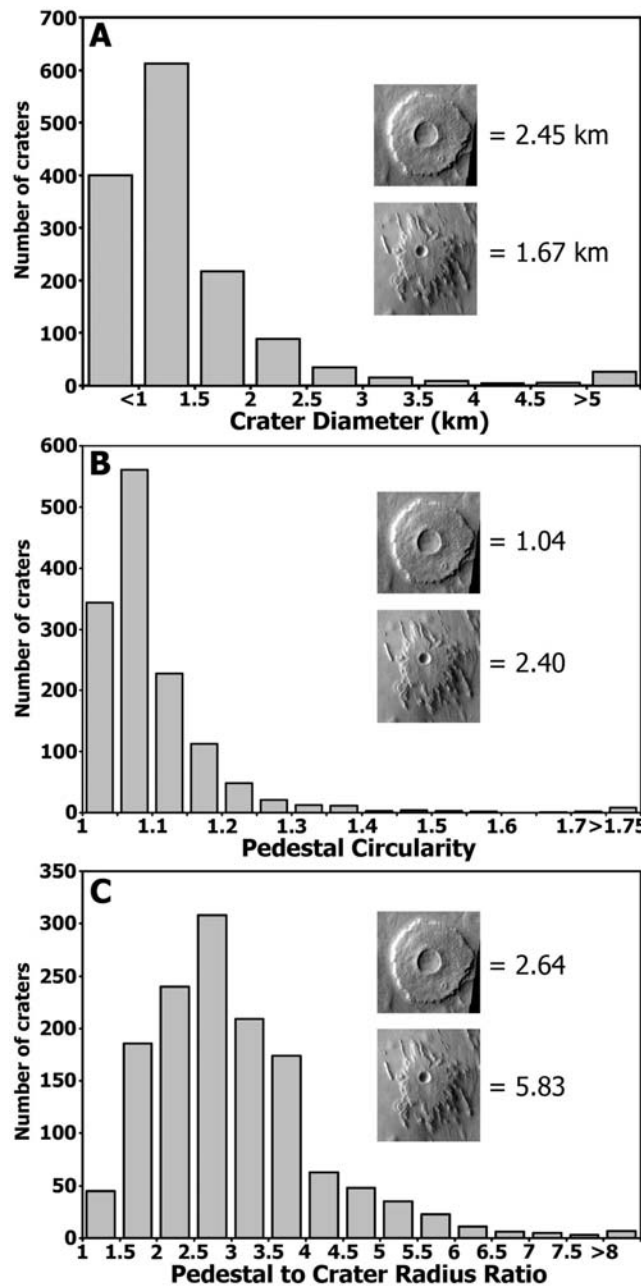 A
Number of craters
700
600
500
400
300
200
100
0
= 2.45 km
= 1.67 km
<1 1.5 2 2.5 3 3.5 4 4.5 >5
Crater Diameter (km)
B
Number of craters
600
500
400
300
200
100
0
= 1.04
= 2.40
1 1.1 1.2 1.3 1.4 1.5 1.6 1.7 >1.75
Pedestal Circularity
C
Number of craters
350
300
250
200
150
100
50
0
= 2.64
= 5.83
1 1.5 2 2.5 3 3.5 4 4.5 5 5.5 6 6.5 7 7.5 >8
Pedestal to Crater Radius Ratio